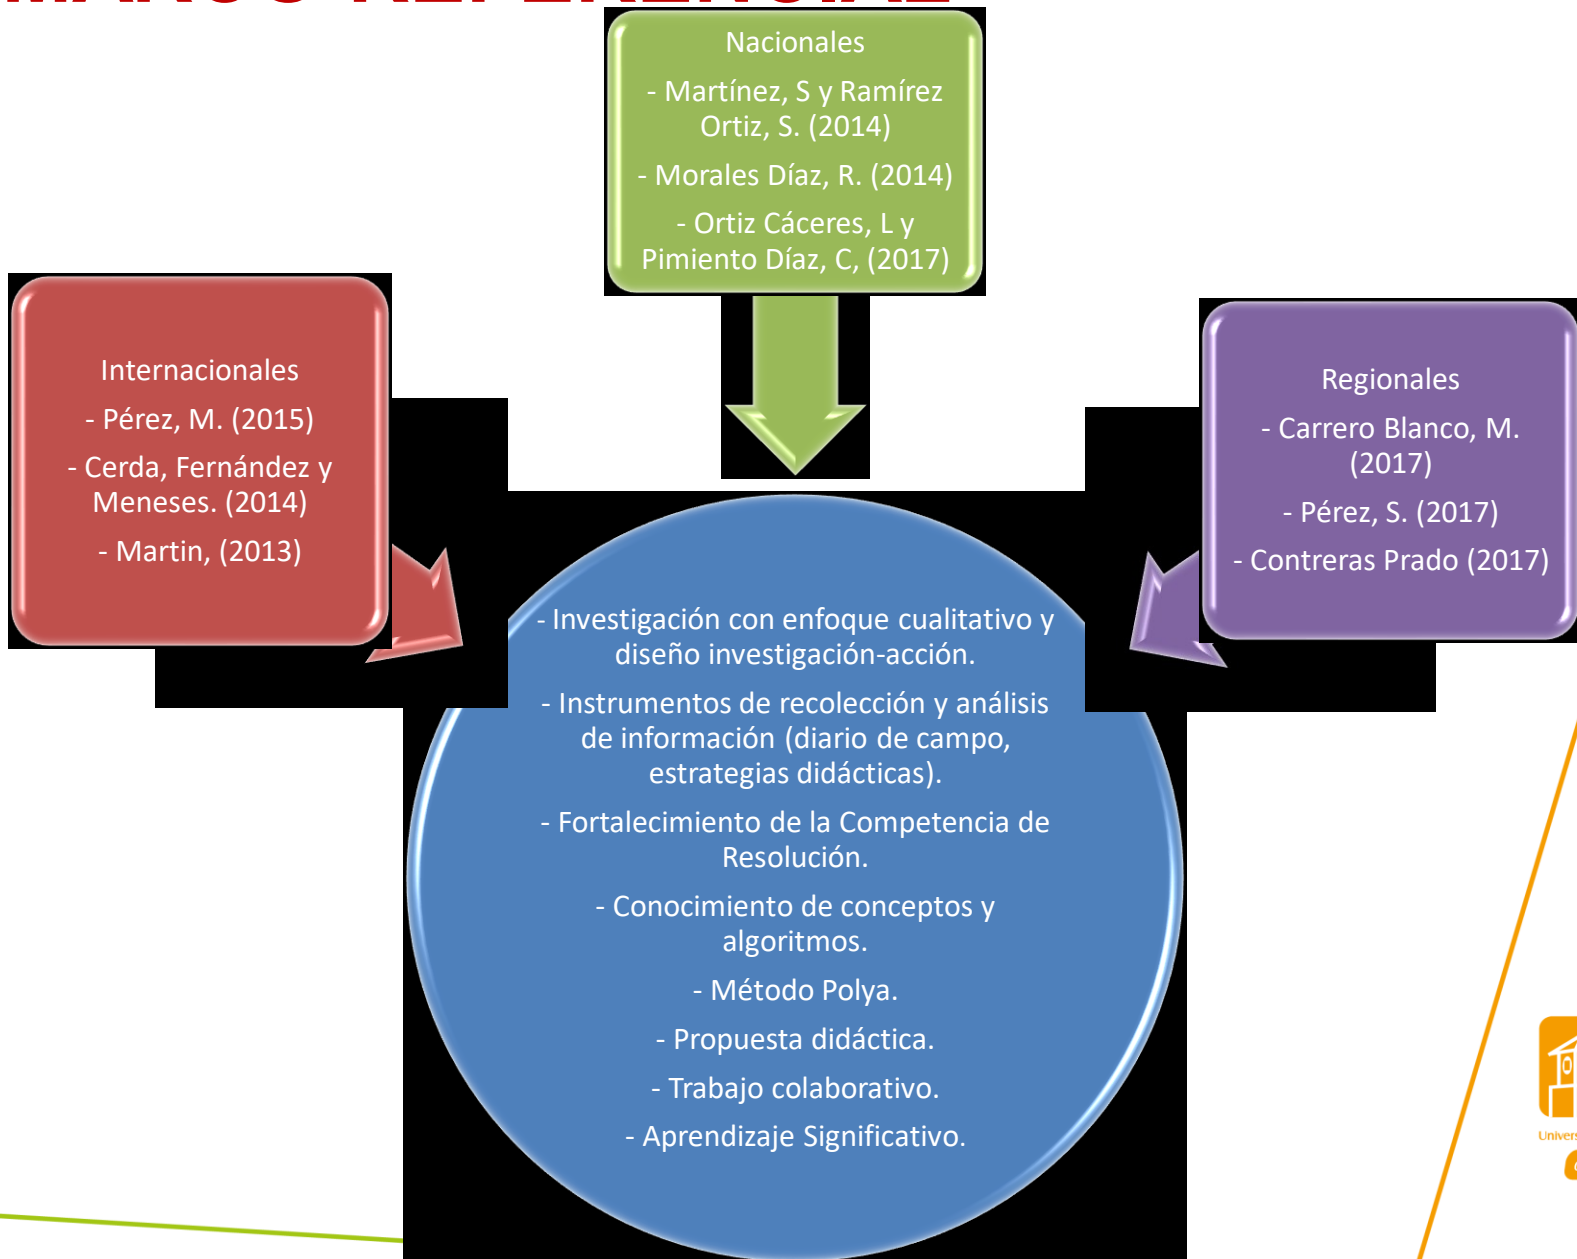 MARCO REFERENCIAL
Nacionales
- Martínez, S y Ramírez
Ortiz, S. (2014)
- Morales Díaz, R. (2014)
- Ortiz Cáceres, L y
Pimiento Díaz, C, (2017)
Internacionales
- Pérez, M. (2015)
- Cerda, Fernández y
Meneses. (2014)
- Martin, (2013)
Regionales
- Carrero Blanco, M.
(2017)
- Pérez, S. (2017)
- Contreras Prado (2017)
- Investigación con enfoque cualitativo y
diseño investigación-acción.
- Instrumentos de recolección y análisis
de información (diario de campo,
estrategias didácticas).
- Fortalecimiento de la Competencia de
Resolución.
- Conocimiento de conceptos y
algoritmos.
- Método Polya.
- Propuesta didáctica.
- Trabajo colaborativo.
- Aprendizaje Significativo.